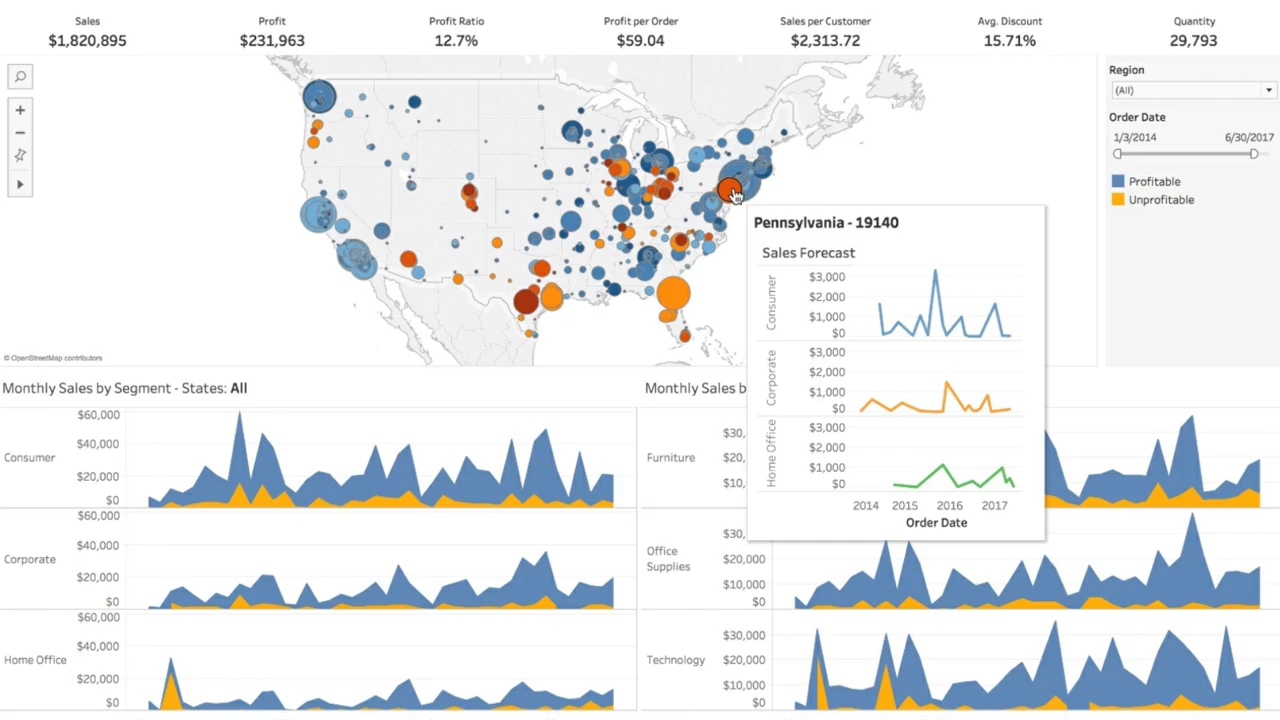 Sales Profit Profit Ratio Profit per Order Sales per Customer Avg. Discount Quantity
$1,820,895 $231,963 12.7% $59.04 $2,313.72 15.71% 29,793
Region
(All)
Order Date
1/3/2014 6/30/2017
Profitable
Unprofitable
+
−
© OpenStreetMap contributors
Pennsylvania - 19140
Sales Forecast
Consumer
$3,000
$2,000
$1,000
$0
Corporate
$3,000
$2,000
$1,000
$0
Home Office
$3,000
$2,000
$1,000
$0
2014 2015 2016 2017
Order Date
Monthly Sales by Segment - States: All
Consumer
$60,000
$40,000
$20,000
$0
Corporate
$60,000
$40,000
$20,000
$0
Home Office
$60,000
$40,000
$20,000
$0
Monthly Sales b
Furniture
$30,
$20,
$10,
Office
Supplies
$30,
$20,000
$10,000
$0
Technology
$30,000
$20,000
$10,000
$0